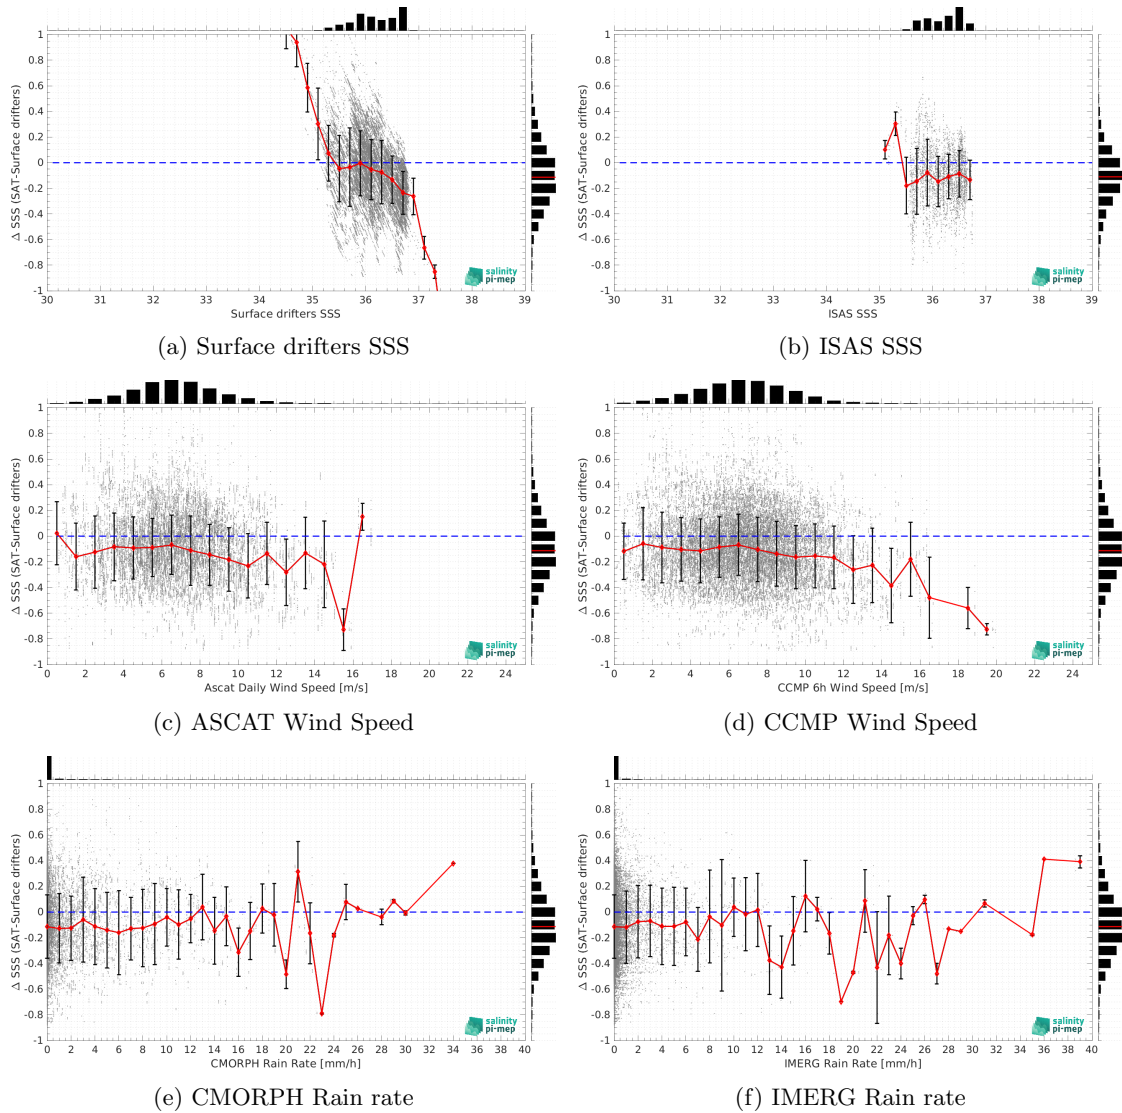 1
0.8
0.6
0.4
0.2
0
-0.2
-0.4
-0.6
-0.8
-1
Δ SSS (SAT-Surface drifters)
30 30 32 33 34 35 36 37 38 39
Surface drifters SSS
salinity
pi-mep
(a) Surface drifters SSS
1
0.8
0.6
0.4
0.2
0
-0.2
-0.4
-0.6
-0.8
-1
Δ SSS (SAT-Surface drifters)
30 30 32 33 34 35 36 37 38 39
ISAS SSS
salinity
pi-mep
(b) ISAS SSS
1
0.8
0.6
0.4
0.2
0
-0.2
-0.4
-0.6
-0.8
-1
Δ SSS (SAT-Surface drifters)
0 2 4 6 8 10 12 14 16 18 20 22 24
Ascat Daily Wind Speed [m/s]
salinity
pi-mep
(c) ASCAT Wind Speed
1
0.8
0.6
0.4
0.2
0
-0.2
-0.4
-0.6
-0.8
-1
Δ SSS (SAT-Surface drifters)
0 2 4 6 8 10 12 14 16 18 20 22 24
CCMP 6h Wind Speed [m/s]
salinity
pi-mep
(d) CCMP Wind Speed
1
0.8
0.6
0.4
0.2
0
-0.2
-0.4
-0.6
-0.8
-1
Δ SSS (SAT-Surface drifters)
0 2 4 6 8 10 12 14 16 18 20 22 24 26 28 30 32 34 36 38 40
CMORPH Rain Rate [mm/h]
salinity
pi-mep
(e) CMORPH Rain rate
1
0.8
0.6
0.4
0.2
0
-0.2
-0.4
-0.6
-0.8
-1
Δ SSS (SAT-Surface drifters)
0 2 4 6 8 10 12 14 16 18 20 22 24 26 28 30 32 34 36 38 40
IMERG Rain Rate [mm/h]
salinity
pi-mep
(f) IMERG Rain rate